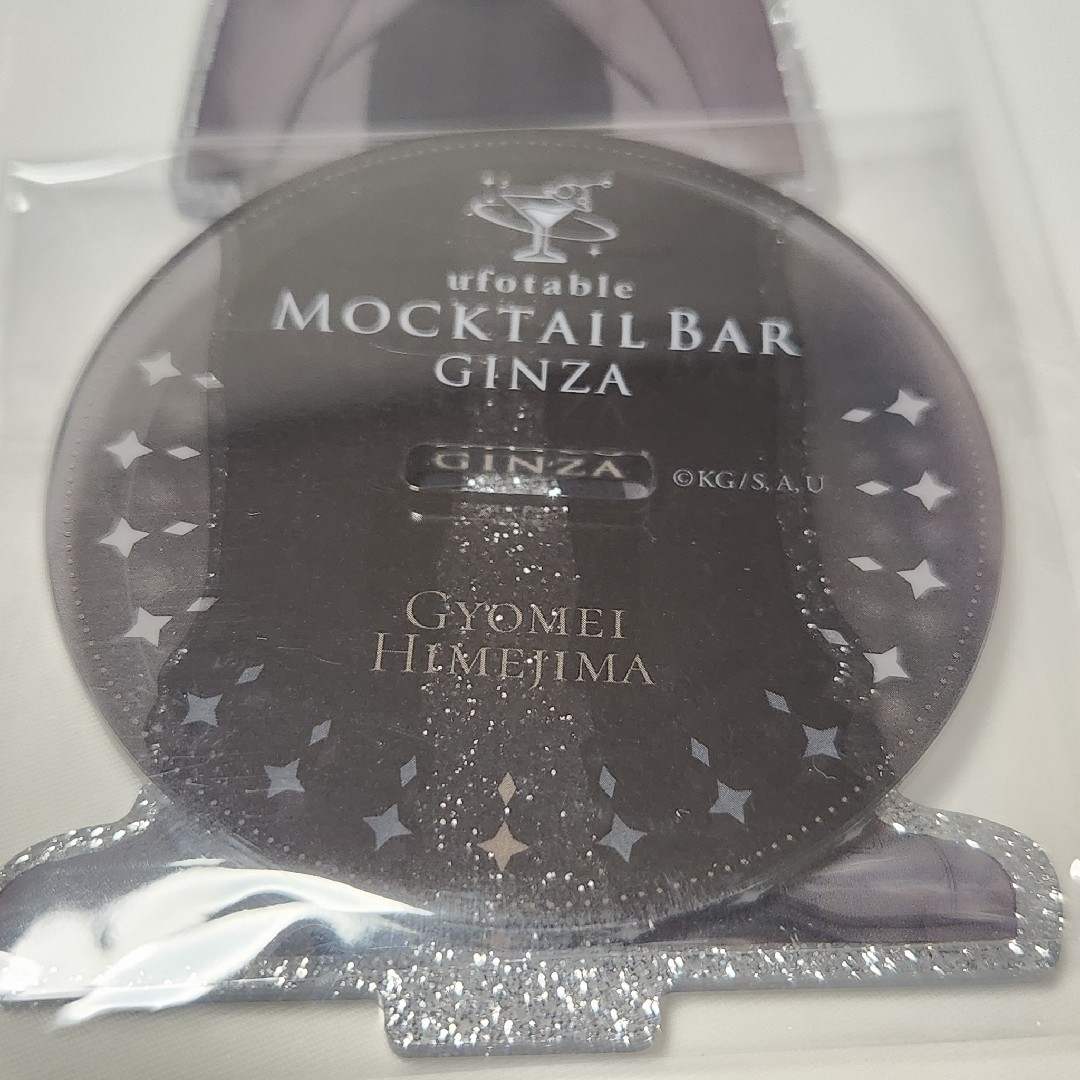 ufotable
MOCKTAIL BAR
GINZA
GINZA
©KG/S, A, U
GYOMEI
HIMEJIMA